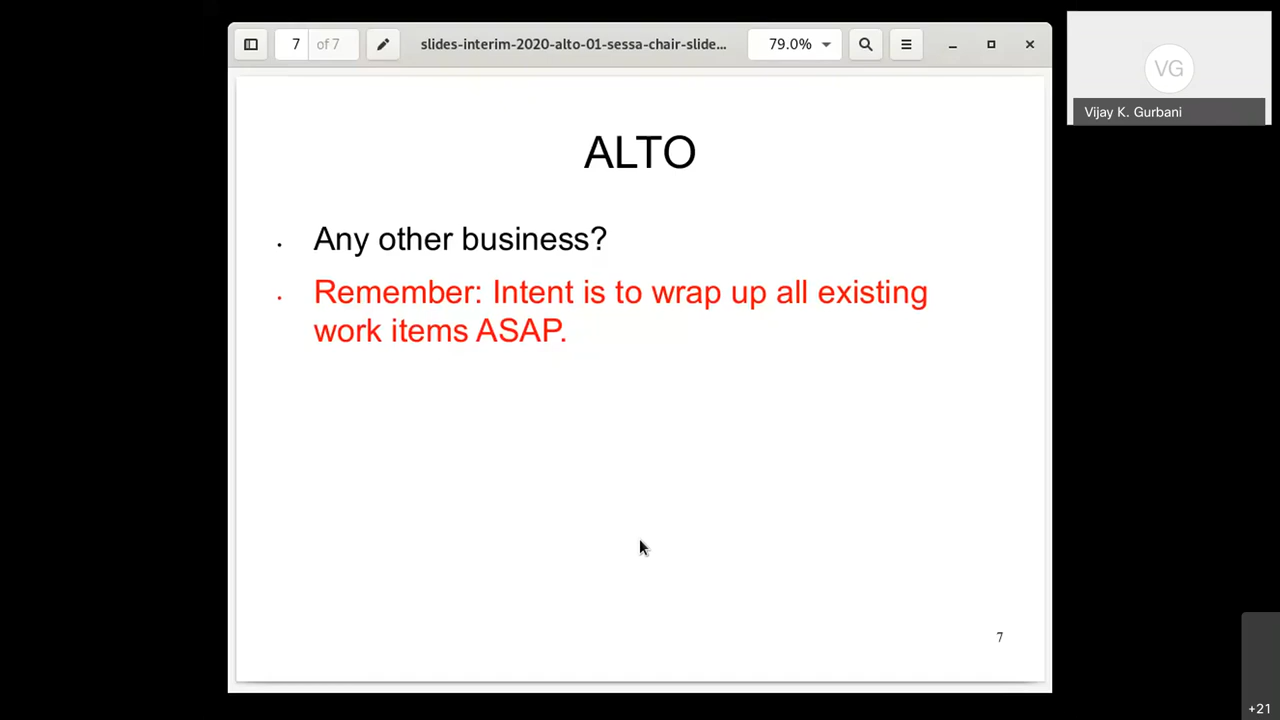 7 of 7
slides-interim-2020-alto-01-sessa-chair-slide...
79.0%
VG
Vijay K. Gurbani
ALTO
Any other business?
Remember: Intent is to wrap up all existing
work items ASAP.
7
+21